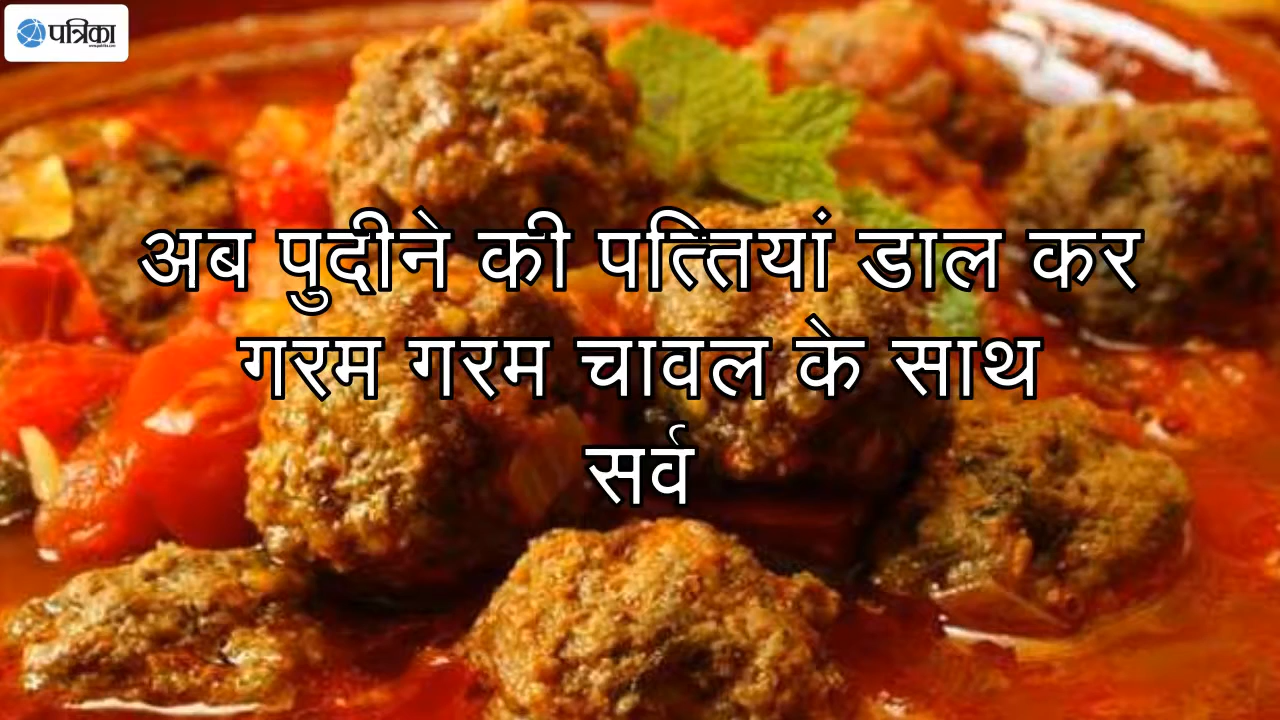 पत्रिका
अब पुदीने की पत्तियां डाल कर
गरम गरम चावल के साथ
सर्व